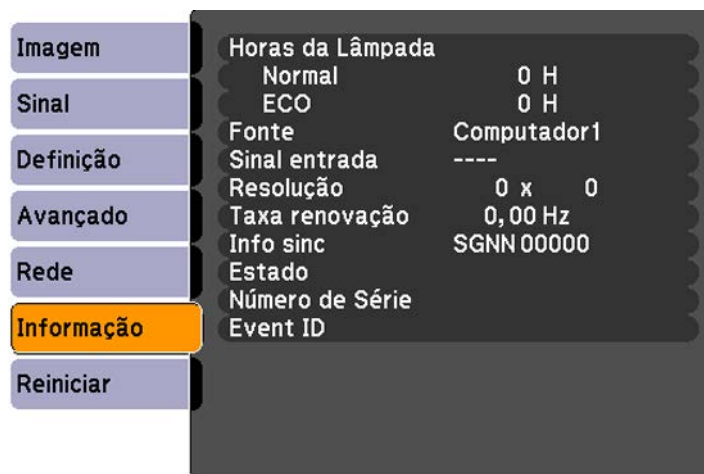 Imagem
Sinal
Definição
Avançado
Rede
Informação
Reiniciar
Horas da Lâmpada
Normal 0 H
ECO 0 H
Fonte Computador1
Sinal entrada ----
Resolução 0 x 0
Taxa renovação 0,00 Hz
Info sinc SGNN 00000
Estado
Número de Série
Event ID